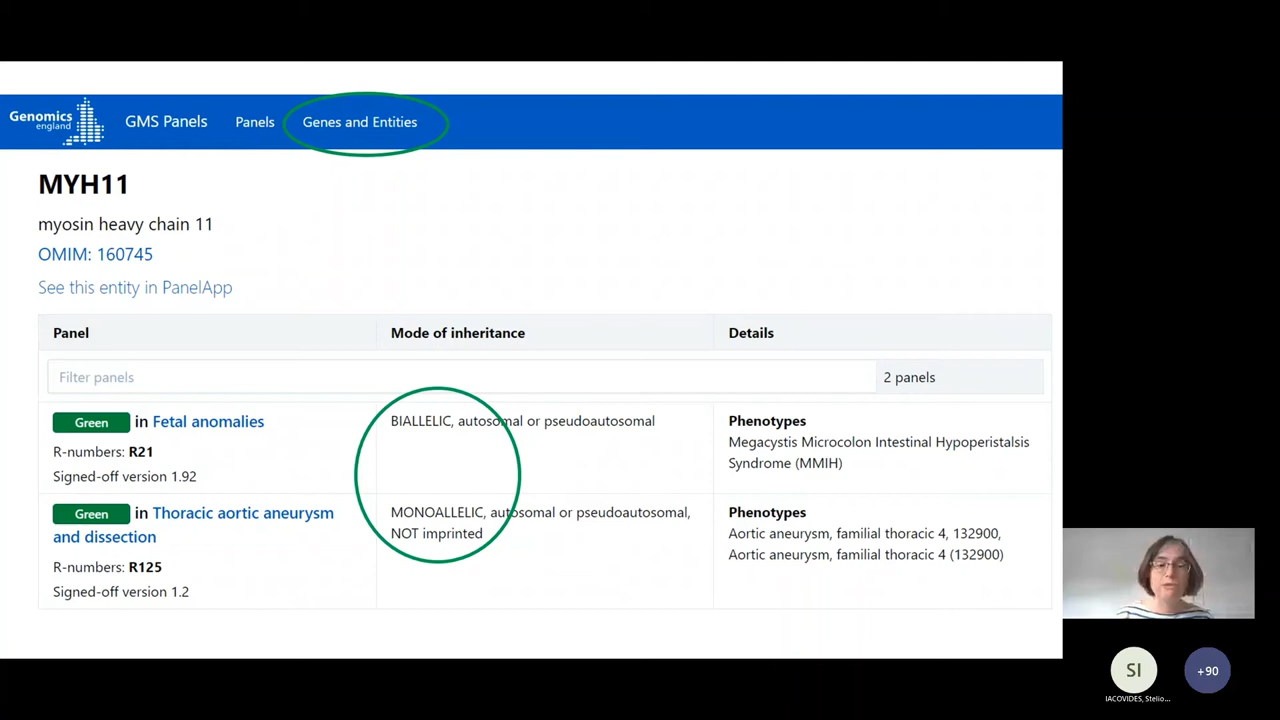 Genomics
england
GMS Panels
Panels
Genes and Entities
MYH11
myosin heavy chain 11
OMIM: 160745
See this entity in PanelApp
Panel
Mode of inheritance
Details
Filter panels
2 panels
Green in Fetal anomalies
R-numbers: R21
Signed-off version 1.92
BIALLELIC, autosomal or pseudoautosomal
Phenotypes
Megacystis Microcolon Intestinal Hypoperistalsis
Syndrome (MMIH)
Green in Thoracic aortic aneurysm
and dissection
R-numbers: R125
Signed-off version 1.2
MONOALLELIC, autosomal or pseudoautosomal,
NOT imprinted
Phenotypes
Aortic aneurysm, familial thoracic 4, 132900,
Aortic aneurysm, familial thoracic 4 (132900)
SI
+90
IACOVIDES, Stelio...